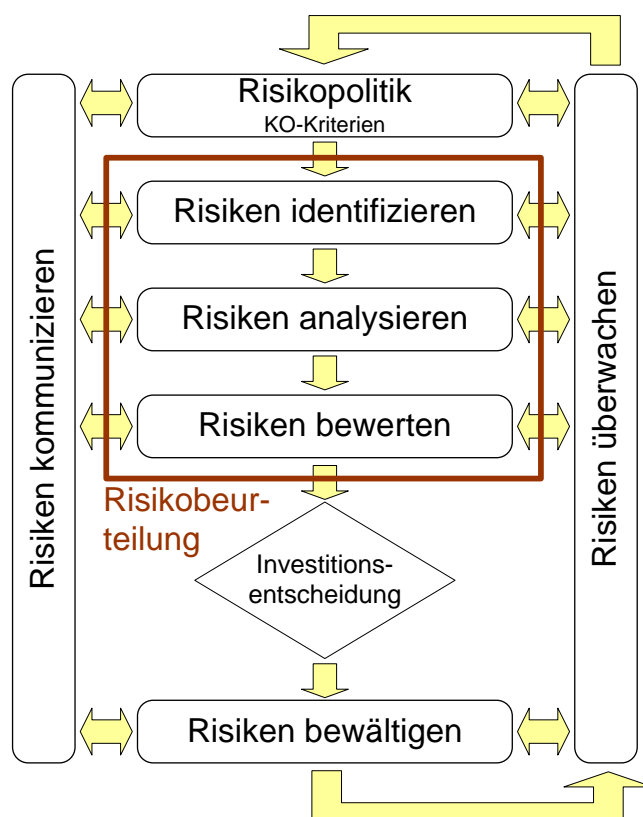 Risikopolitik
KO-Kriterien
Risiken identifizieren
Risiken analysieren
Risiken bewerten
Risikobeur-
teilung
Investitions-
entscheidung
Risiken bewältigen
Risiken kommunizieren
Risiken überwachen